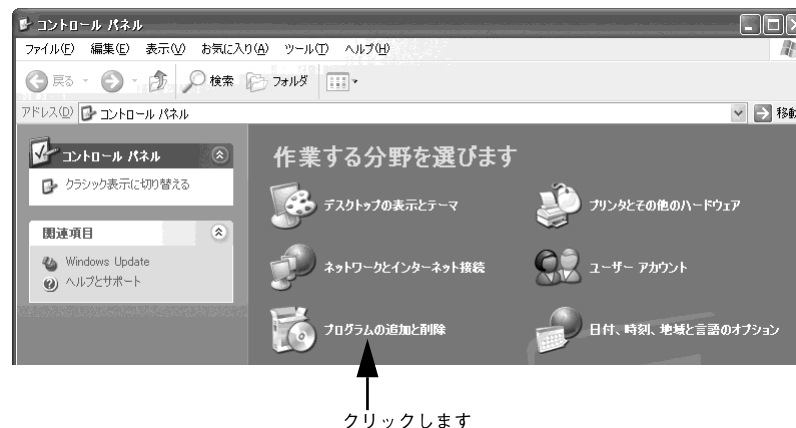 コントロール パネル
ファイル(F) 編集(E) 表示(V) お気に入り(A) ツール(T) ヘルプ(H)
戻る 検索 フォルダ
アドレス(D) コントロール パネル 移動
コントロール パネル
クラシック表示に切り替える
関連項目
Windows Update
ヘルプとサポート
作業する分野を選びます
デスクトップの表示とテーマ
プリンタとその他のハードウェア
ネットワークとインターネット接続
ユーザー アカウント
プログラムの追加と削除
日付、時刻、地域と言語のオプション
クリックします